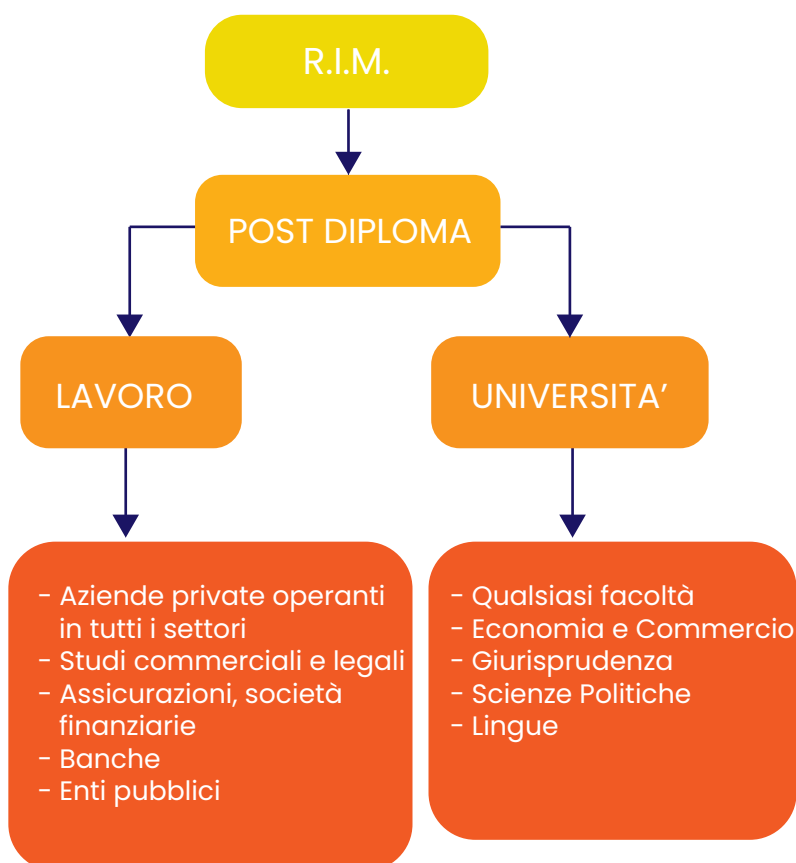 R.I.M.
POST DIPLOMA
LAVORO
UNIVERSITA’
- Aziende private operanti
in tutti i settori
- Studi commerciali e legali
- Assicurazioni, società
finanziarie
- Banche
- Enti pubblici
- Qualsiasi facoltà
- Economia e Commercio
- Giurisprudenza
- Scienze Politiche
- Lingue